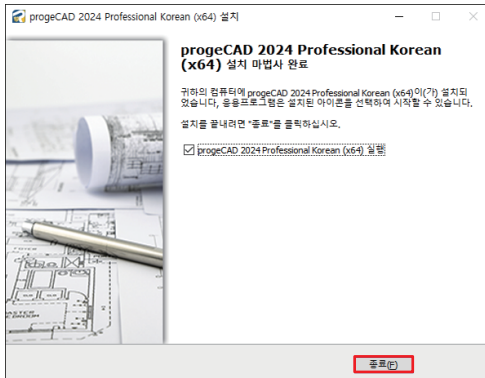 progeCAD 2024 Professional Korean (x64) 설치
progeCAD 2024 Professional Korean
(x64) 설치 마법사 완료
귀하의 컴퓨터에 progeCAD 2024 Professional Korean (x64)이(가) 설치되
었습니다, 응용프로그램은 설치된 아이콘을 선택하여 시작할 수 있습니다.
설치를 끝내려면 "종료"를 클릭하십시오.
progeCAD 2024 Professional Korean (x64) 실행
종료(F)